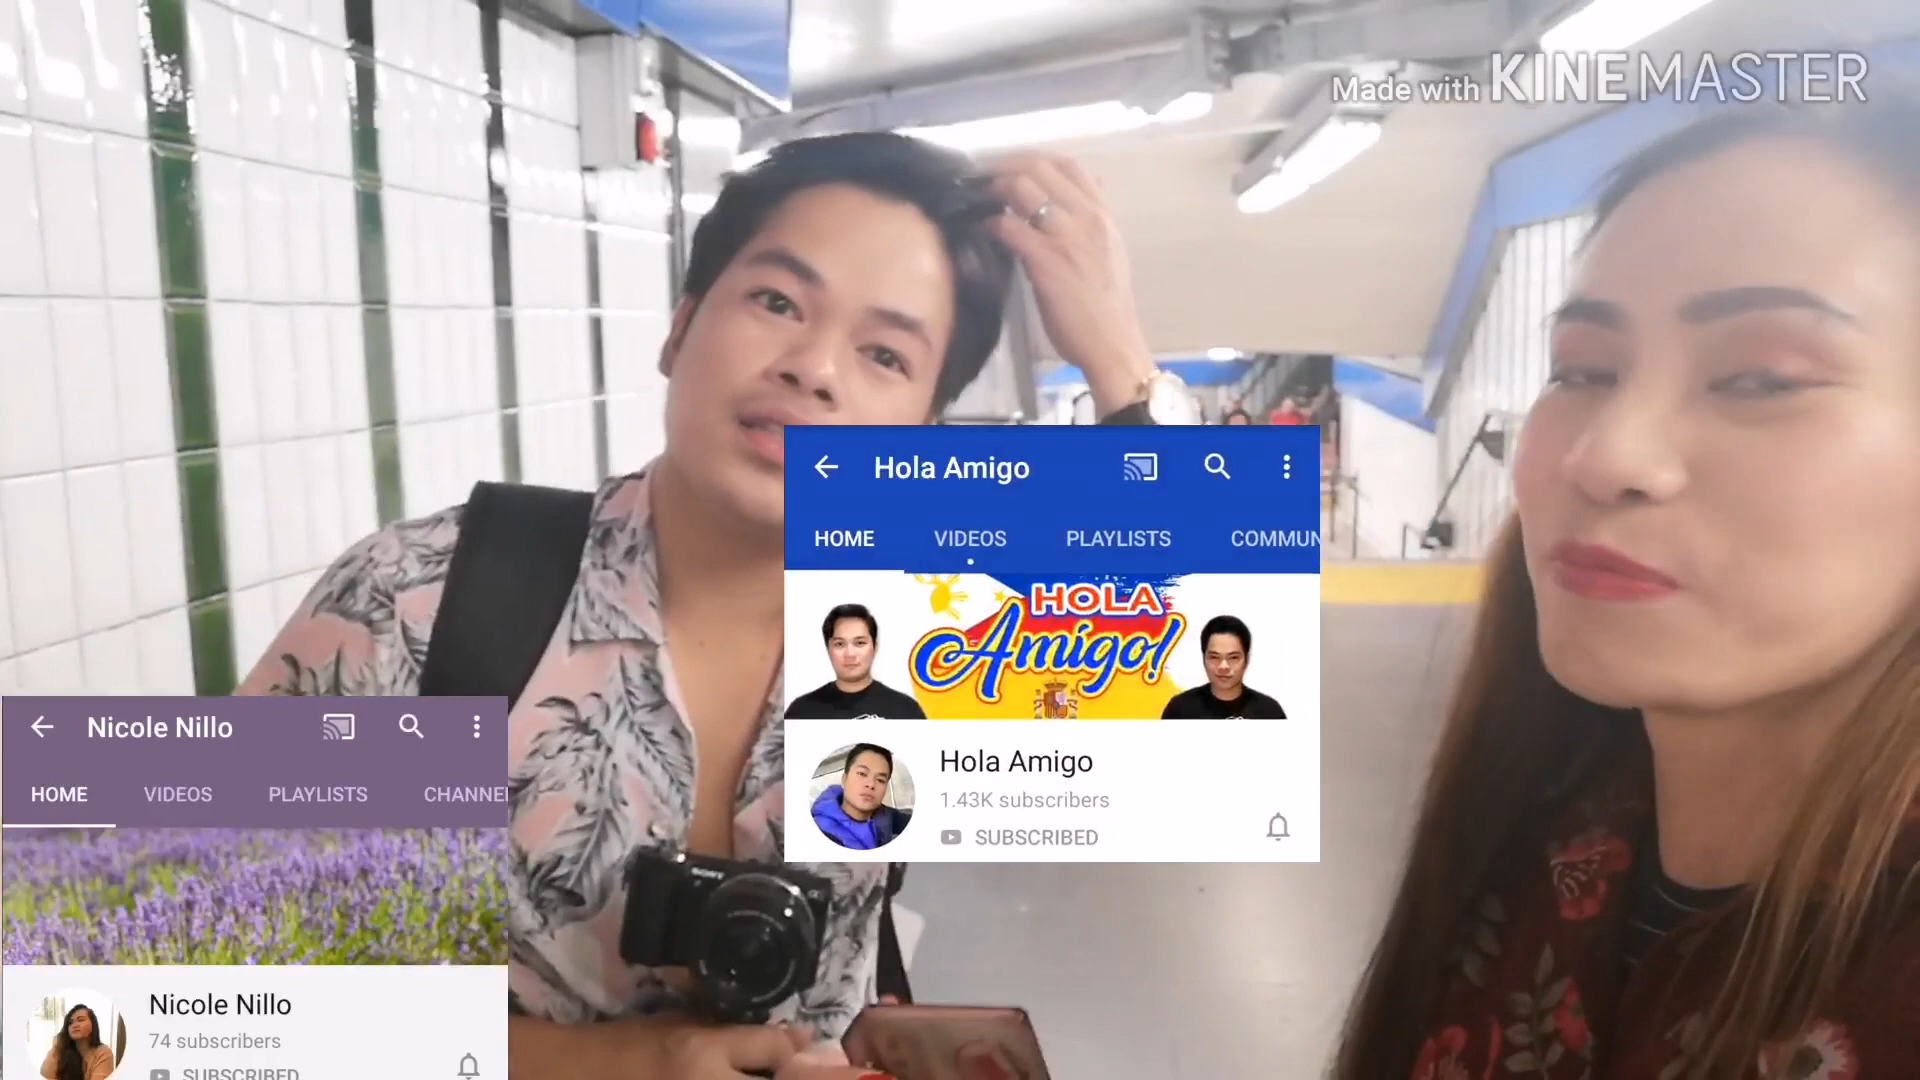 Made with KINEMASTER
Hola Amigo
HOME VIDEOS PLAYLISTS COMMUN
HOLA
Amigo!
Hola Amigo
1.43K subscribers
SUBSCRIBED
Nicole Nillo
HOME VIDEOS PLAYLISTS CHANNEL
Nicole Nillo
74 subscribers
SUBSCRIBED
SONY